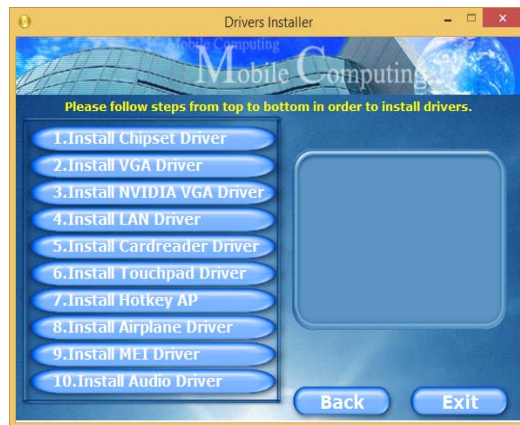 Drivers Installer
Mobile Computing
Mobile Computing
Please follow steps from top to bottom in order to install drivers.
1.Install Chipset Driver
2.Install VGA Driver
3.Install NVIDIA VGA Driver
4.Install LAN Driver
5.Install Cardreader Driver
6.Install Touchpad Driver
7.Install Hotkey AP
8.Install Airplane Driver
9.Install MEI Driver
10.Install Audio Driver
Back
Exit